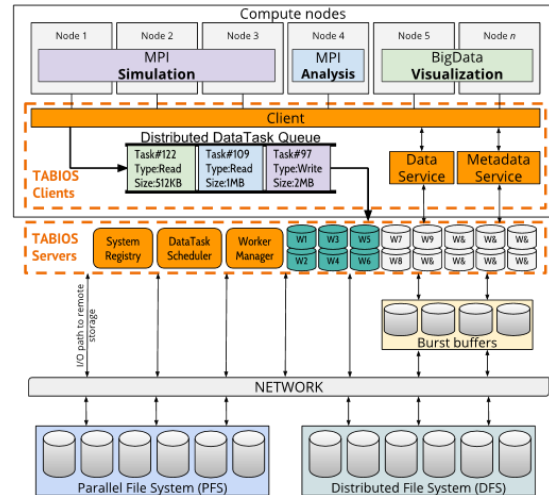 Compute nodes
Node 1
Node 2
Node 3
Node 4
Node 5
Node n
MPI
Simulation
MPI
Analysis
BigData
Visualization
Client
Distributed DataTask Queue
Task#122
Type:Read
Size:512KB
Task#109
Type:Read
Size:1MB
Task#97
Type:Write
Size:2MB
Data
Service
Metadata
Service
TABIOS
Clients
TABIOS
Servers
System
Registry
DataTask
Scheduler
Worker
Manager
W1
W3
W5
W7
W9
W&
W&
W&
W2
W4
W6
W8
W&
W&
W&
W&
I/O path to remote
storage
Burst buffers
NETWORK
Parallel File System (PFS)
Distributed File System (DFS)